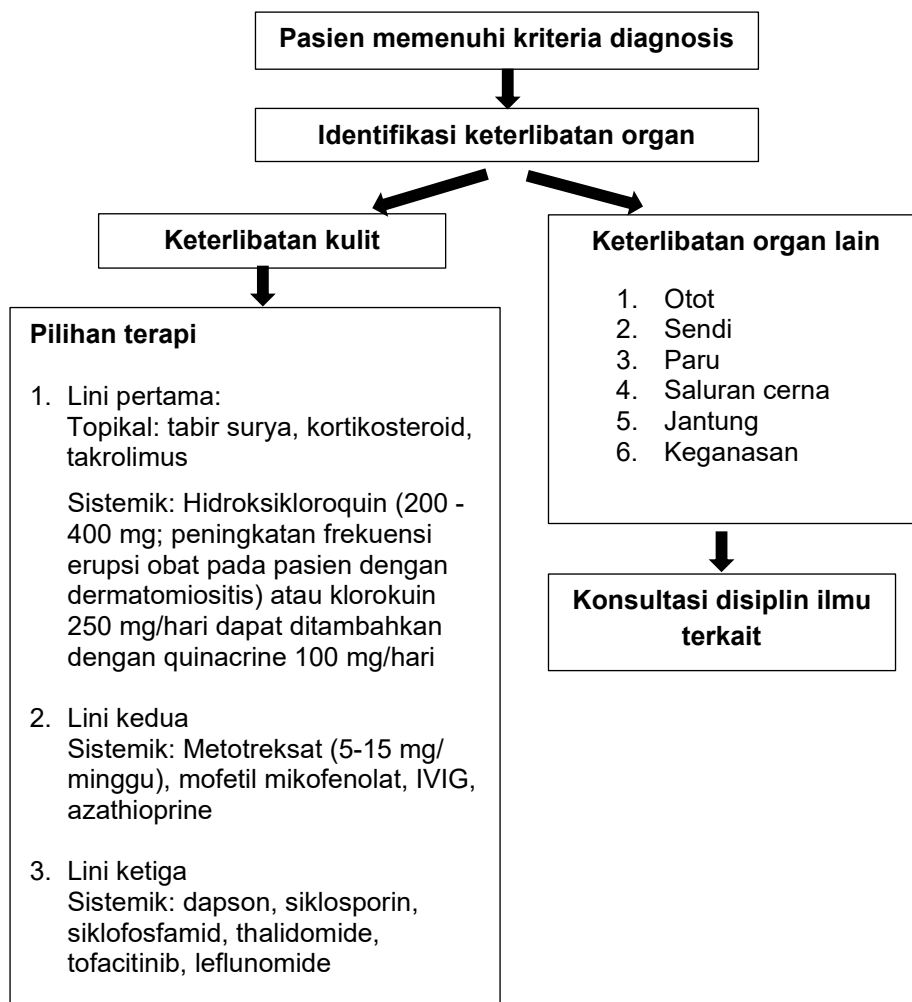 Pasien memenuhi kriteria diagnosis
Identifikasi keterlibatan organ
Keterlibatan kulit
Pilihan terapi
1. Lini pertama:
Topikal: tabir surya, kortikosteroid,
takrolimus
Sistemik: Hidroksikloroquin (200 -
400 mg; peningkatan frekuensi
erupsi obat pada pasien dengan
dermatomiositis) atau klorokuin
250 mg/hari dapat ditambahkan
dengan quinacrine 100 mg/hari
2. Lini kedua
Sistemik: Metotreksat (5-15 mg/
minggu), mofetil mikofenolat, IVIG,
azathioprine
3. Lini ketiga
Sistemik: dapson, siklosporin,
siklofosfamid, thalidomide,
tofacitinib, leflunomide
Keterlibatan organ lain
1. Otot
2. Sendi
3. Paru
4. Saluran cerna
5. Jantung
6. Keganasan
Konsultasi disiplin ilmu
terkait